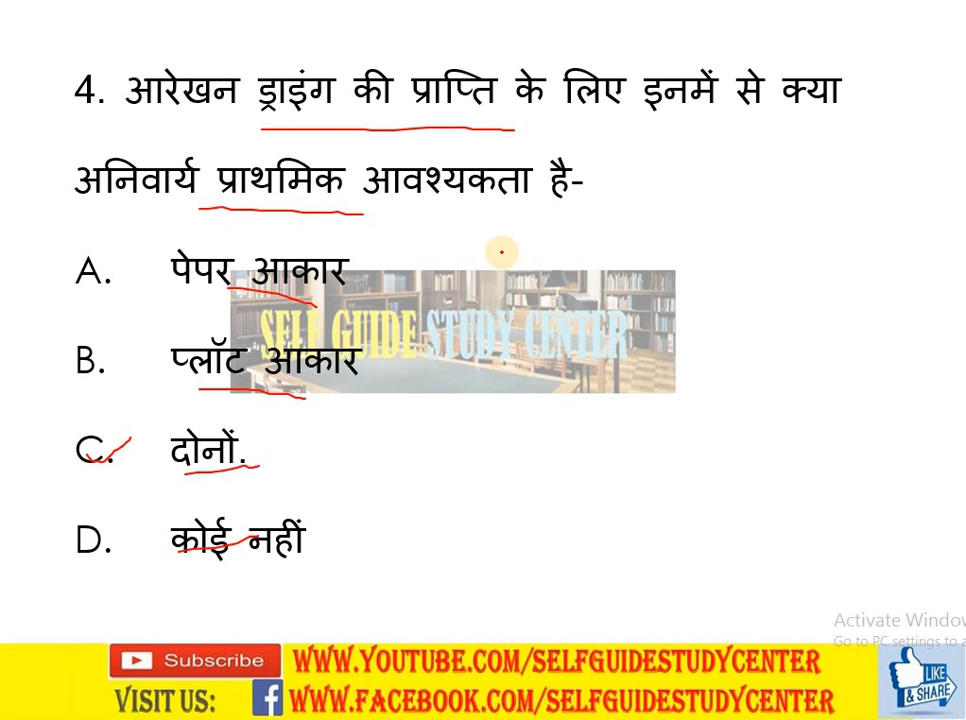 4. आरेखन ड्राइंग की प्राप्ति के लिए इनमें से क्या
अनिवार्य प्राथमिक आवश्यकता है-
A. पेपर आकार
SELF GUIDE STUDY CENTER
B. प्लॉट आकार
C. दोनों.
D. कोई नहीं
Activate Window
Go to PC settings to a
Subscribe WWW.YOUTUBE.COM/SELFGUIDESTUDYCENTER
VISIT US: f WWW.FACEBOOK.COM/SELFGUIDESTUDYCENTER
LIKE
& SHARE